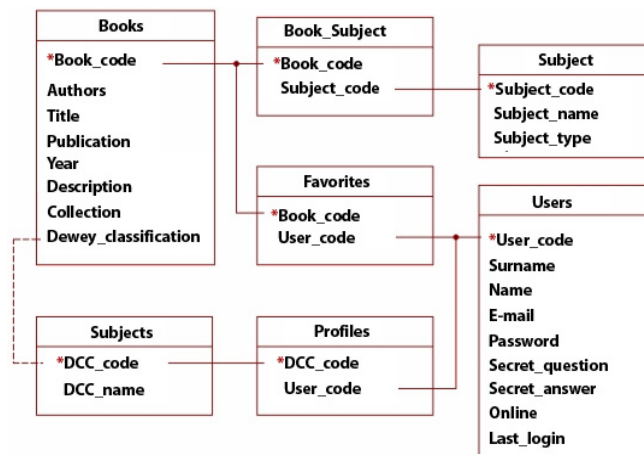 Books
*Book_code
Authors
Title
Publication
Year
Description
Collection
Dewey_classification
Book_Subject
*Book_code
Subject_code
Subject
*Subject_code
Subject_name
Subject_type
Favorites
*Book_code
User_code
Users
*User_code
Surname
Name
E-mail
Password
Secret_question
Secret_answer
Online
Last_login
Subjects
*DCC_code
DCC_name
Profiles
*DCC_code
User_code